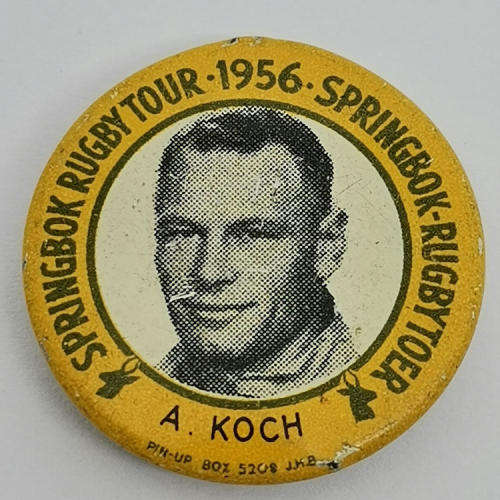 SPRINGBOK RUGBY TOUR · 1956 · SPRINGBOK-RUGBYTOER
A. KOCH
PIN-UP BOX 5208 J.H.B.